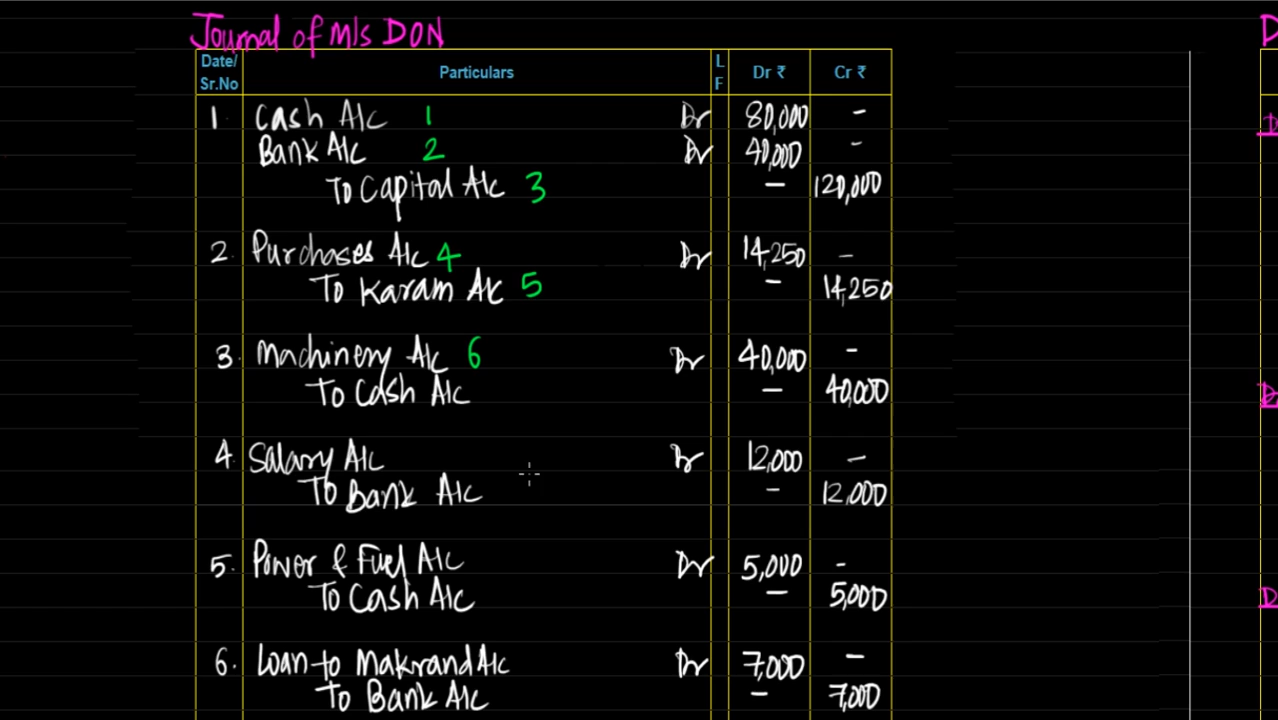 Journal of M/s DON
Date/ Sr.No Particulars L F Dr ₹ Cr ₹
1. Cash A/c 1 Dr 80,000 -
Bank A/c 2 Dr 40,000 -
To Capital A/c 3 - 120,000
2. Purchases A/c 4 Dr 14,250 -
To Karam A/c 5 - 14,250
3. Machinery A/c 6 Dr 40,000 -
To Cash A/c - 40,000
4. Salary A/c Dr 12,000 -
To Bank A/c - 12,000
5. Power & Fuel A/c Dr 5,000 -
To Cash A/c - 5,000
6. Loan to Makrand A/c Dr 7,000 -
To Bank A/c - 7,000